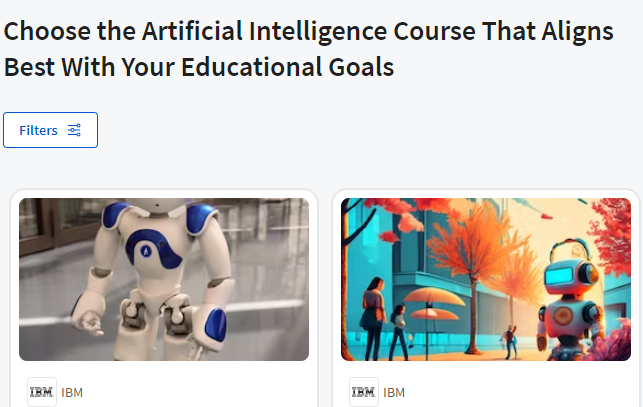 Choose the Artificial Intelligence Course That Aligns
Best With Your Educational Goals
Filters
IBM IBM
IBM IBM